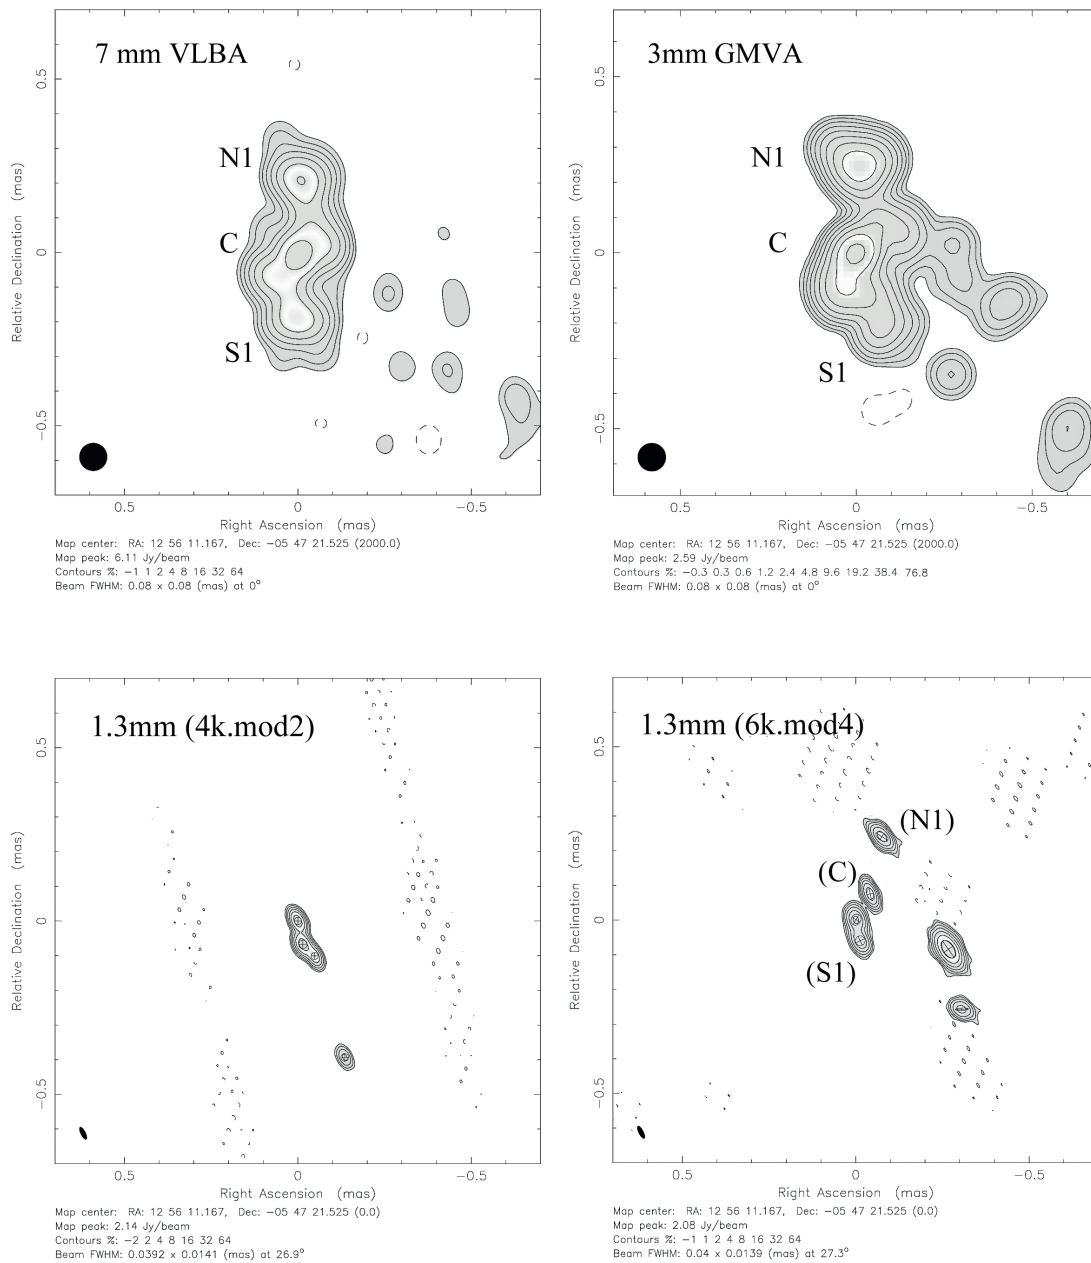 7 mm VLBA
N1
C
S1
0.5
0
−0.5
Relative Declination (mas)
0.5 0 −0.5
Right Ascension (mas)
Map center: RA: 12 56 11.167, Dec: −05 47 21.525 (2000.0)
Map peak: 6.11 Jy/beam
Contours %: −1 1 2 4 8 16 32 64
Beam FWHM: 0.08 x 0.08 (mas) at 0°
3mm GMVA
N1
C
S1
0.5
0
−0.5
Relative Declination (mas)
0.5 0 −0.5
Right Ascension (mas)
Map center: RA: 12 56 11.167, Dec: −05 47 21.525 (2000.0)
Map peak: 2.59 Jy/beam
Contours %: −0.3 0.3 0.6 1.2 2.4 4.8 9.6 19.2 38.4 76.8
Beam FWHM: 0.08 x 0.08 (mas) at 0°
1.3mm (4k.mod2)
0.5
0
−0.5
Relative Declination (mas)
0.5 0 −0.5
Right Ascension (mas)
Map center: RA: 12 56 11.167, Dec: −05 47 21.525 (0.0)
Map peak: 2.14 Jy/beam
Contours %: −2 2 4 8 16 32 64
Beam FWHM: 0.0392 x 0.0141 (mas) at 26.9°
1.3mm (6k.mod4)
(N1)
(C)
(S1)
0.5
0
−0.5
Relative Declination (mas)
0.5 0 −0.5
Right Ascension (mas)
Map center: RA: 12 56 11.167, Dec: −05 47 21.525 (0.0)
Map peak: 2.08 Jy/beam
Contours %: −1 1 2 4 8 16 32 64
Beam FWHM: 0.04 x 0.0139 (mas) at 27.3°